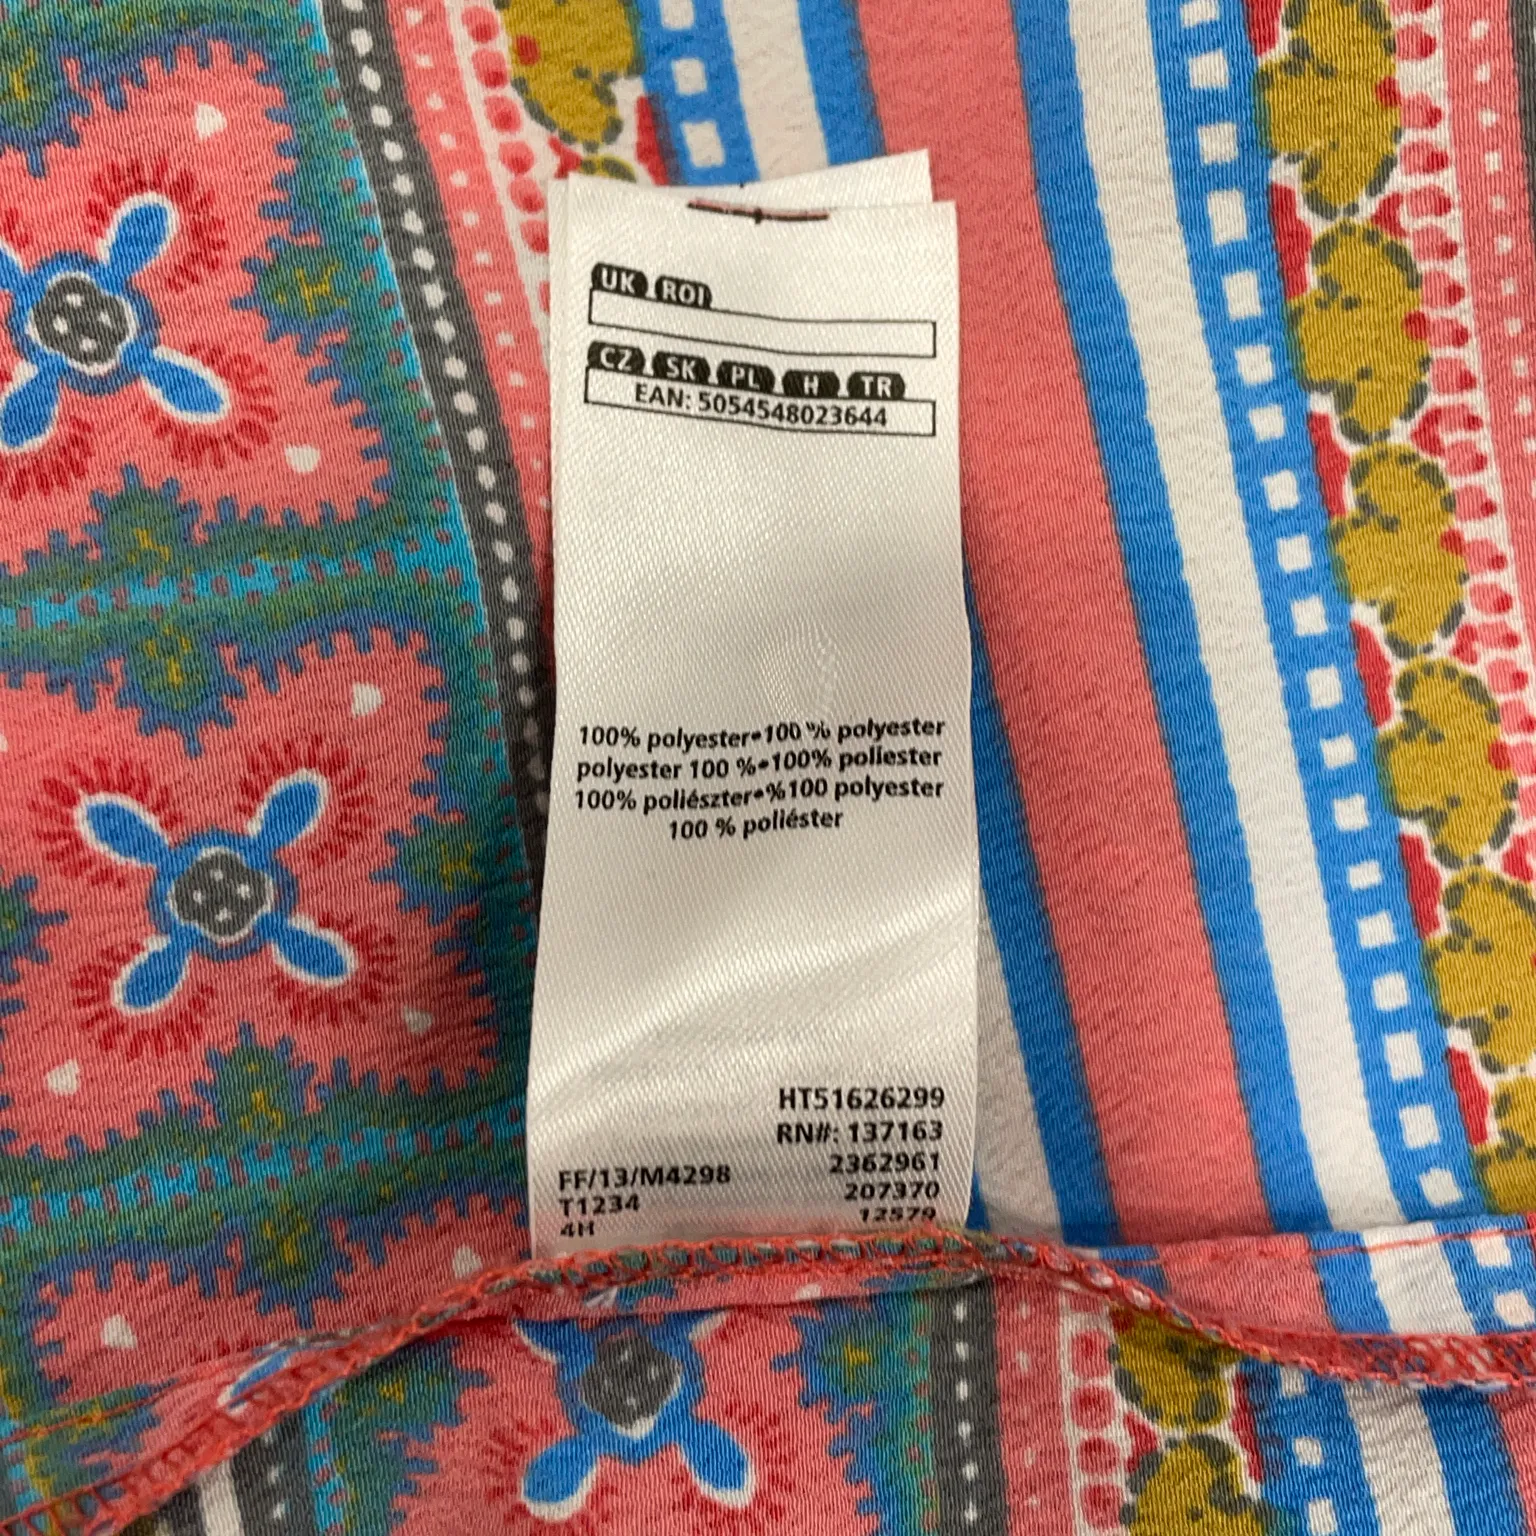 UK ROI
CZ SK PL H TR
EAN: 5054548023644
100% polyester•100 % polyester
polyester 100 %•100% poliester
100% poliészter•%100 polyester
100 % poliéster
HT51626299
RN#: 137163
FF/13/M4298 2362961
T1234 207370
4H 12579